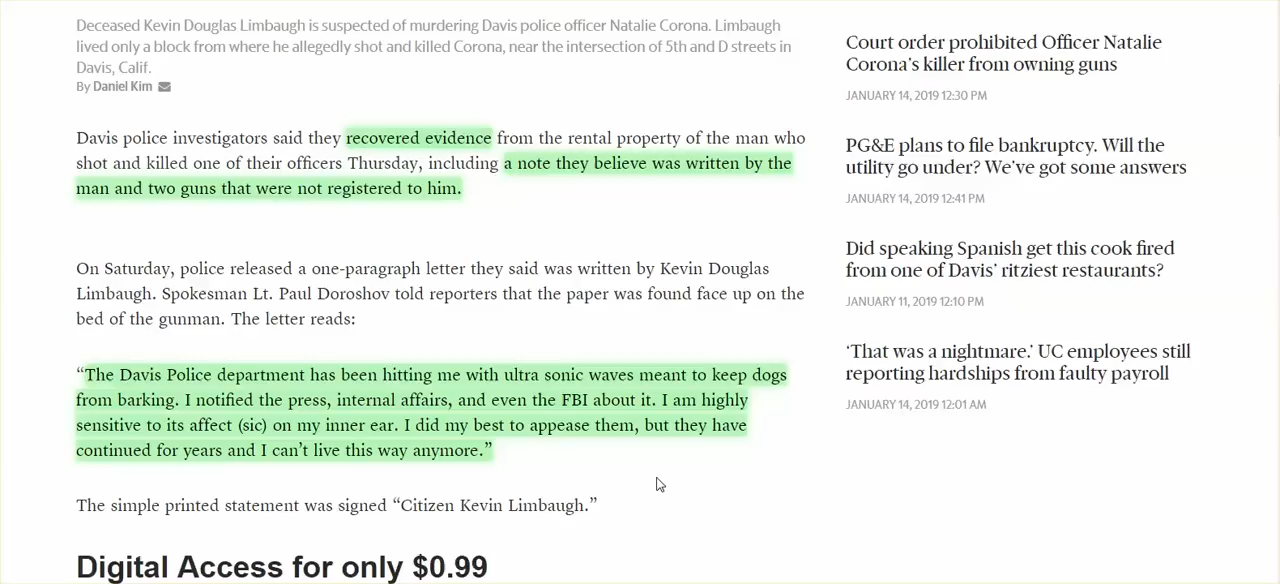 Deceased Kevin Douglas Limbaugh is suspected of murdering Davis police officer Natalie Corona. Limbaugh
lived only a block from where he allegedly shot and killed Corona, near the intersection of 5th and D streets in
Davis, Calif.
By Daniel Kim
Davis police investigators said they recovered evidence from the rental property of the man who
shot and killed one of their officers Thursday, including a note they believe was written by the
man and two guns that were not registered to him.
On Saturday, police released a one-paragraph letter they said was written by Kevin Douglas
Limbaugh. Spokesman Lt. Paul Doroshov told reporters that the paper was found face up on the
bed of the gunman. The letter reads:
“The Davis Police department has been hitting me with ultra sonic waves meant to keep dogs
from barking. I notified the press, internal affairs, and even the FBI about it. I am highly
sensitive to its affect (sic) on my inner ear. I did my best to appease them, but they have
continued for years and I can’t live this way anymore.”
The simple printed statement was signed “Citizen Kevin Limbaugh.”
Digital Access for only $0.99
Court order prohibited Officer Natalie
Corona’s killer from owning guns
JANUARY 14, 2019 12:30 PM
PG&E plans to file bankruptcy. Will the
utility go under? We’ve got some answers
JANUARY 14, 2019 12:41 PM
Did speaking Spanish get this cook fired
from one of Davis’ ritziest restaurants?
JANUARY 11, 2019 12:10 PM
‘That was a nightmare.’ UC employees still
reporting hardships from faulty payroll
JANUARY 14, 2019 12:01 AM